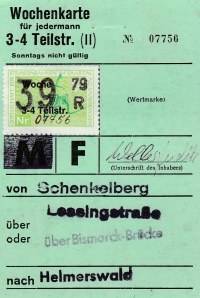 Wochenkarte
für jedermann
3-4 Teilstr. (II) № 07756
Sonntags nicht gültig
Woche 79
39 R
3-4 Teilstr.
Nr. 07756
(Wertmarke)
M F
(Unterschrift des Inhabers)
von Schenkelberg
über Lessingstraße
oder über Bismarck-Brücke
nach Helmerswald